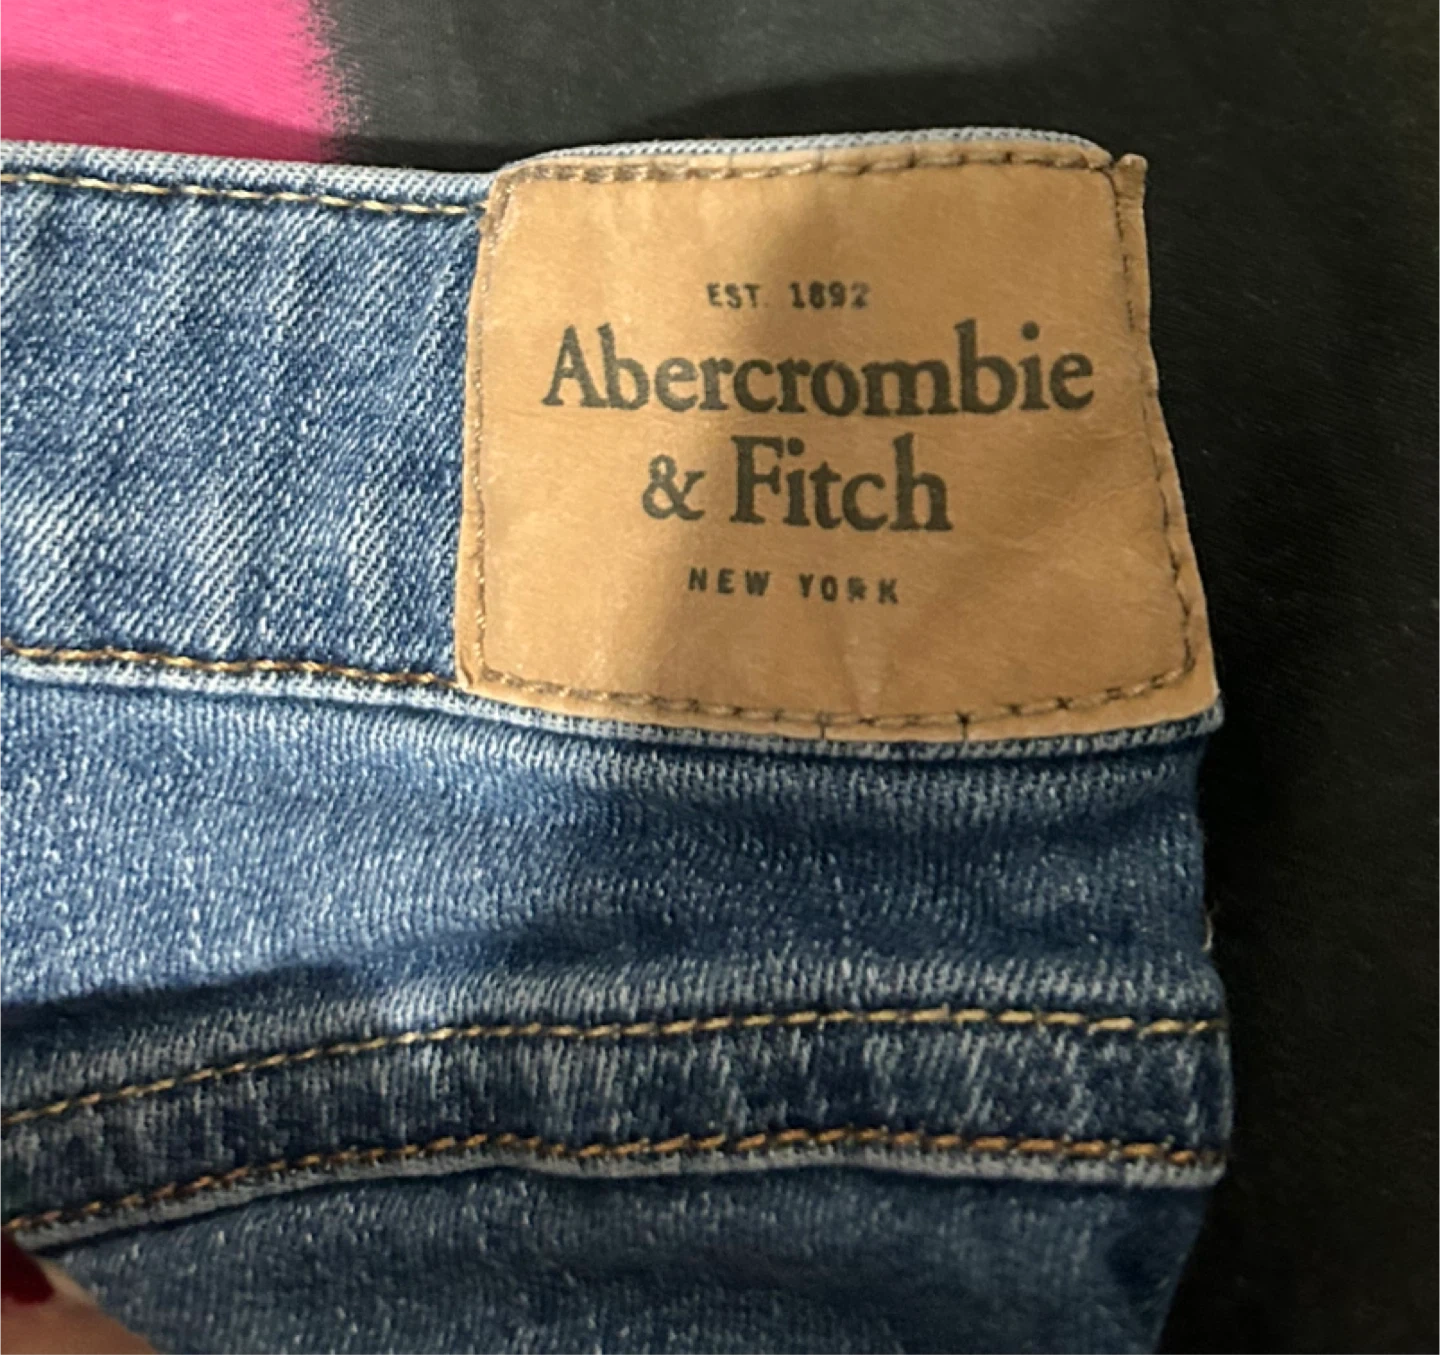 EST. 1892
Abercrombie
& Fitch
NEW YORK